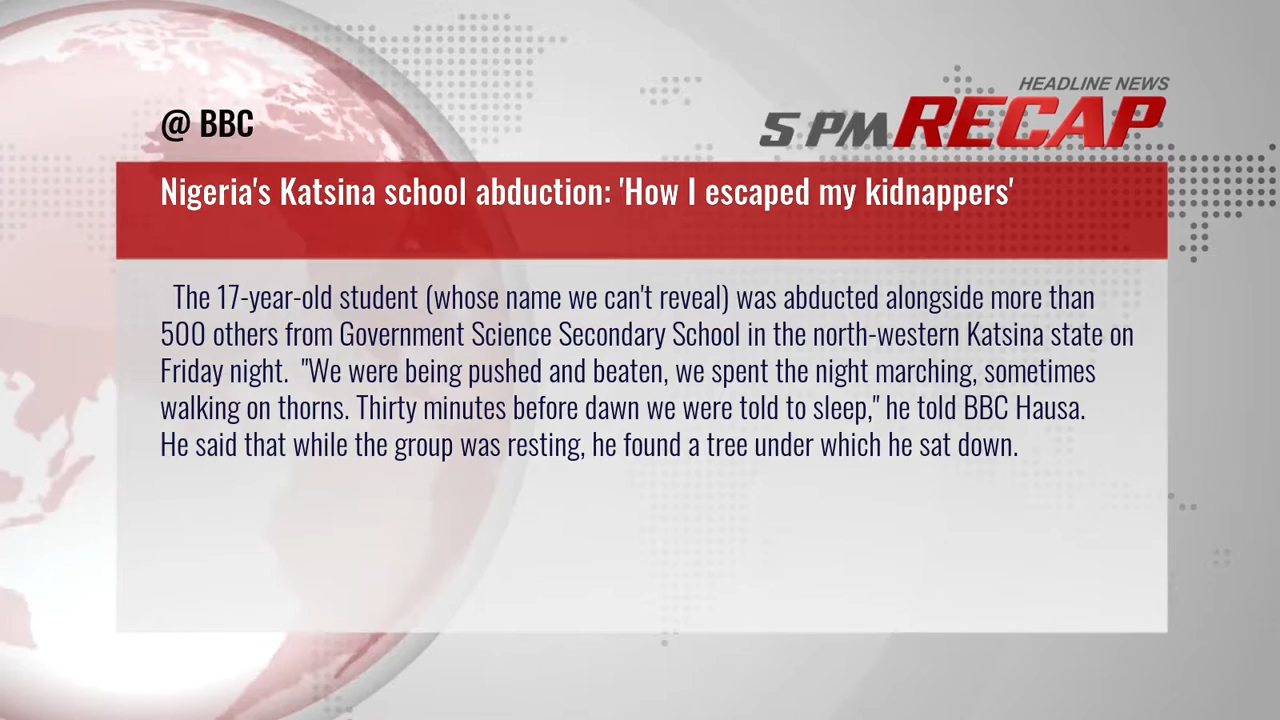 HEADLINE NEWS
@ BBC
5 PM RECAP
Nigeria's Katsina school abduction: 'How I escaped my kidnappers'
The 17-year-old student (whose name we can't reveal) was abducted alongside more than
500 others from Government Science Secondary School in the north-western Katsina state on
Friday night. "We were being pushed and beaten, we spent the night marching, sometimes
walking on thorns. Thirty minutes before dawn we were told to sleep," he told BBC Hausa.
He said that while the group was resting, he found a tree under which he sat down.